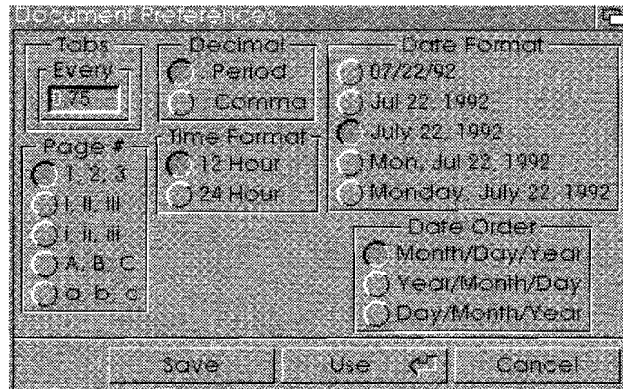 Document Preferences
Tabs
Every
0.75
Page #
1, 2, 3
I, II, III
i, ii, iii
A, B, C
a, b, c
Decimal
. Period
, Comma
Time Format
12 Hour
24 Hour
Date Format
07/22/92
Jul 22, 1992
July 22, 1992
Mon, Jul 22, 1992
Monday, July 22, 1992
Date Order
Month/Day/Year
Year/Month/Day
Day/Month/Year
Save
Use
Cancel